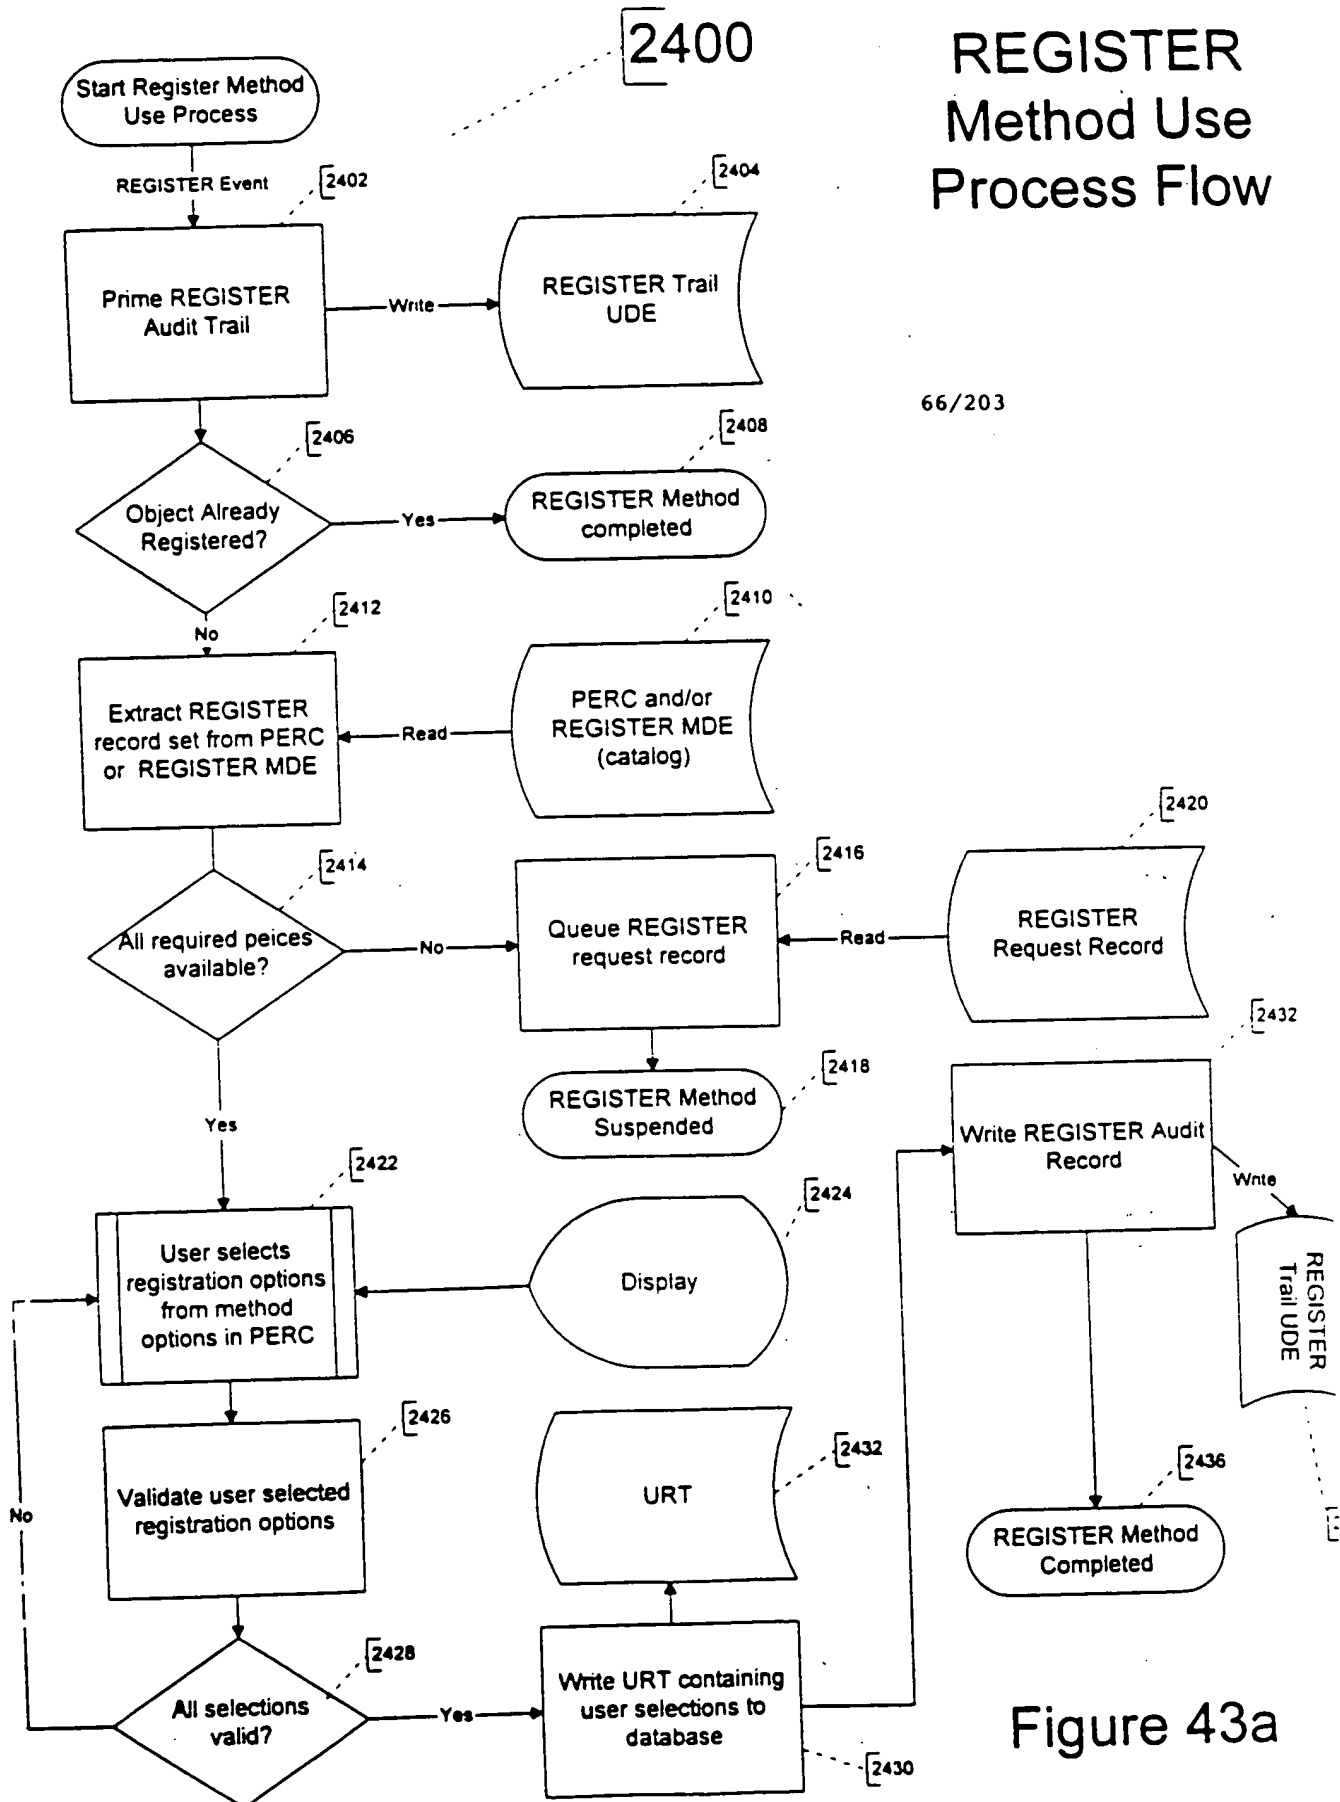 2400
REGISTER
Method Use
Process Flow
Start Register Method
Use Process
REGISTER Event
2402
2404
Prime REGISTER
Audit Trail
Write
REGISTER Trail
UDE
66/203
2406
2408
Object Already
Registered?
Yes
REGISTER Method
completed
No
2412
2410
Extract REGISTER
record set from PERC
or REGISTER MDE
Read
PERC and/or
REGISTER MDE
(catalog)
2414
2416
2420
All required peices
available?
No
Queue REGISTER
request record
Read
REGISTER
Request Record
2432
2418
REGISTER Method
Suspended
Yes
Write REGISTER Audit
Record
Write
2422
2424
User selects
registration options
from method
options in PERC
Display
REGISTER
Trail UDE
2426
2432
2436
Validate user selected
registration options
URT
No
REGISTER Method
Completed
2428
All selections
valid?
Yes
Write URT containing
user selections to
database
2430
Figure 43a